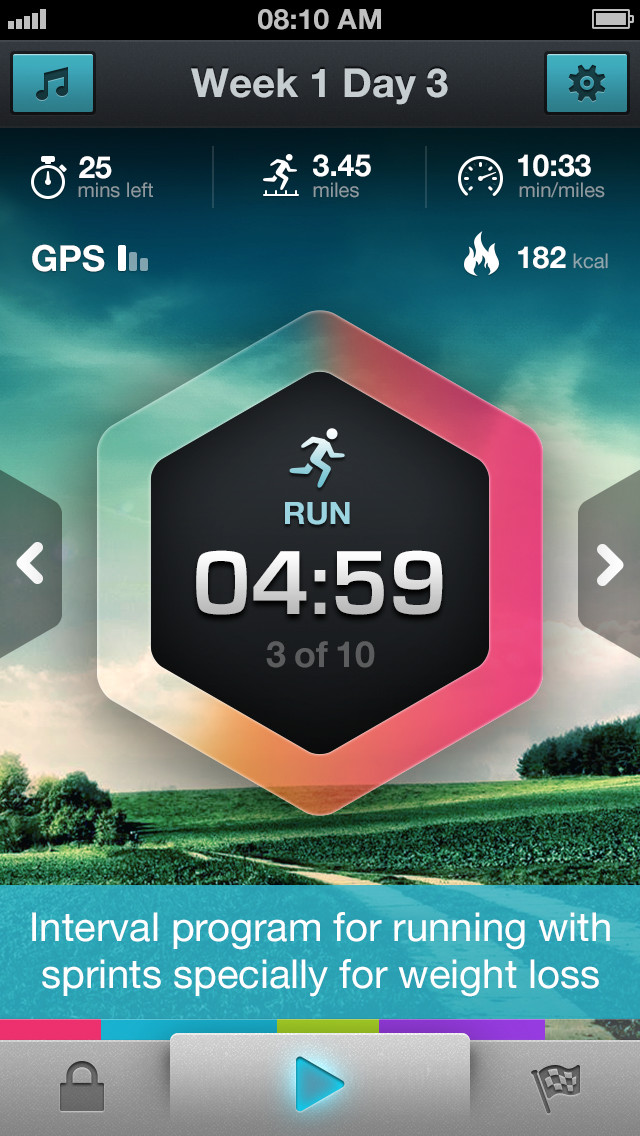 08:10 AM
Week 1 Day 3
25
mins left
3.45
miles
10:33
min/miles
GPS
182 kcal
RUN
04:59
3 of 10
Interval program for running with
sprints specially for weight loss